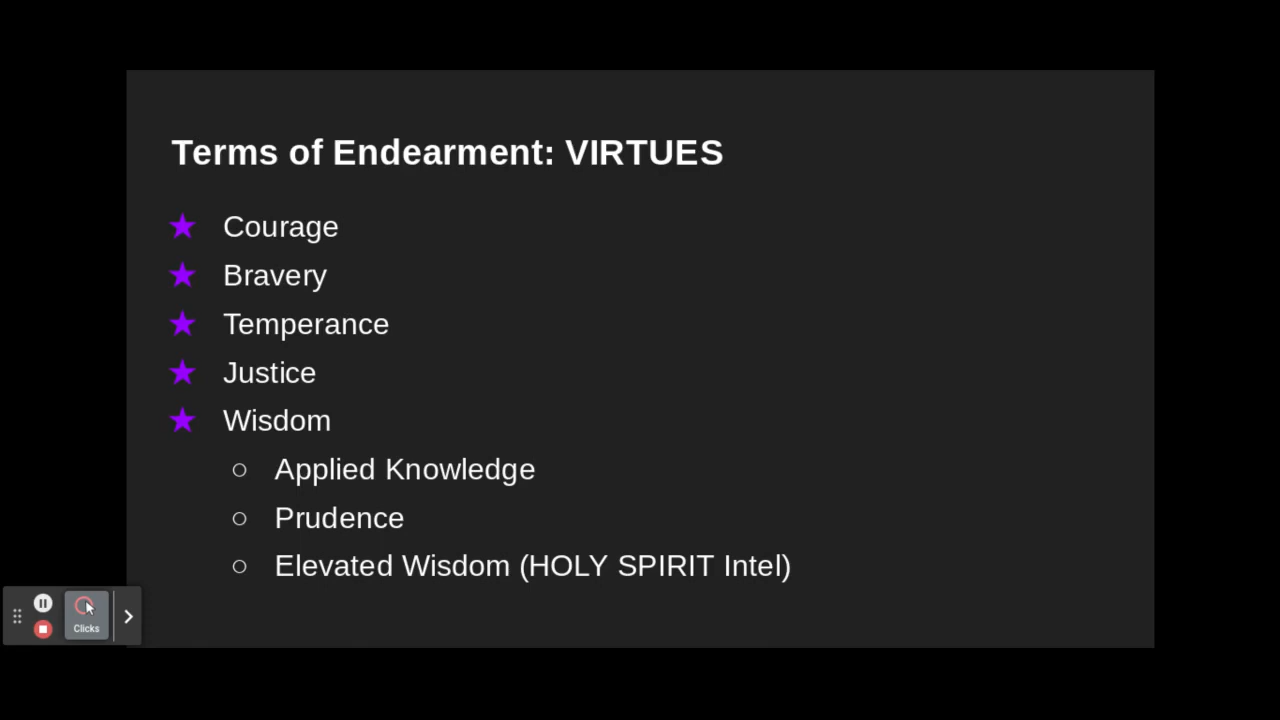 Terms of Endearment: VIRTUES
★ Courage
★ Bravery
★ Temperance
★ Justice
★ Wisdom
○ Applied Knowledge
○ Prudence
○ Elevated Wisdom (HOLY SPIRIT Intel)
Clicks